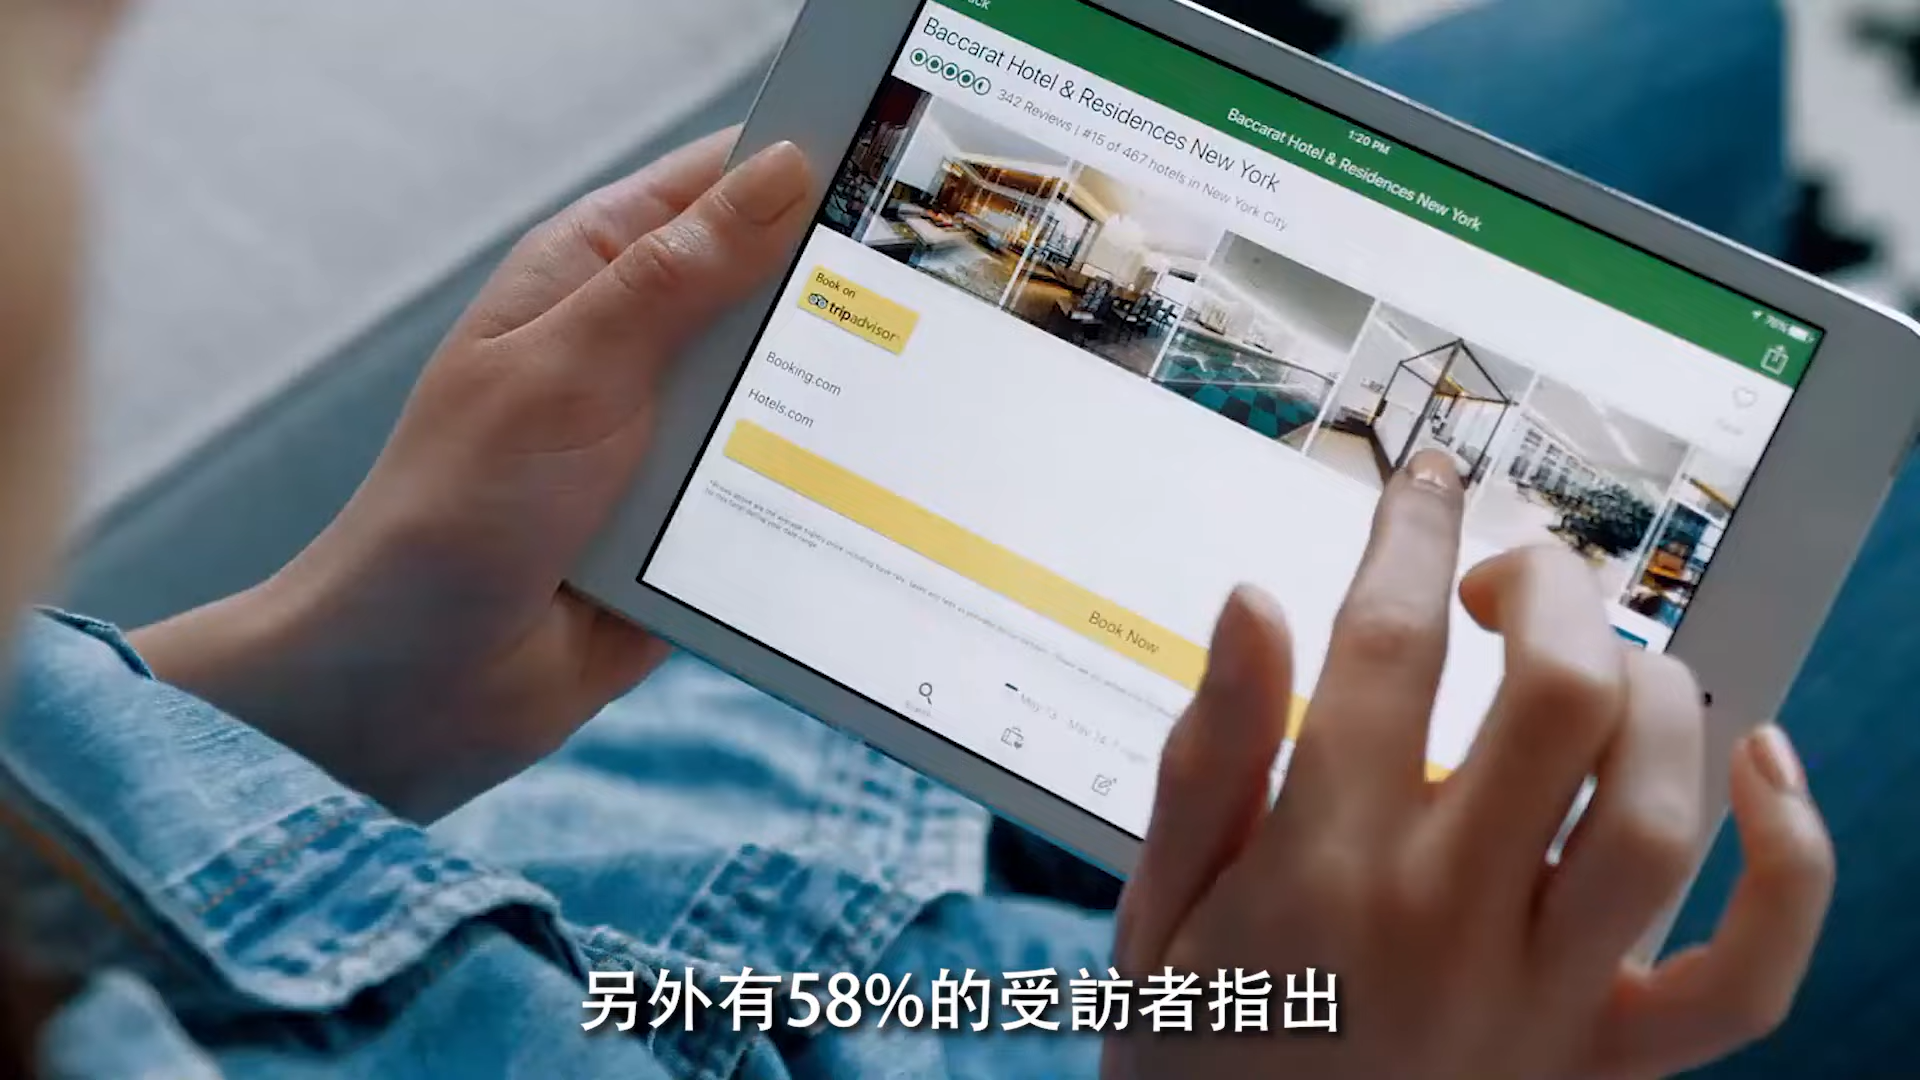 1:20 PM
76%
Baccarat Hotel & Residences New York
Baccarat Hotel & Residences New York
342 Reviews | #15 of 467 hotels in New York City
Book on
tripadvisor
Booking.com
Hotels.com
Book Now
另外有58%的受訪者指出